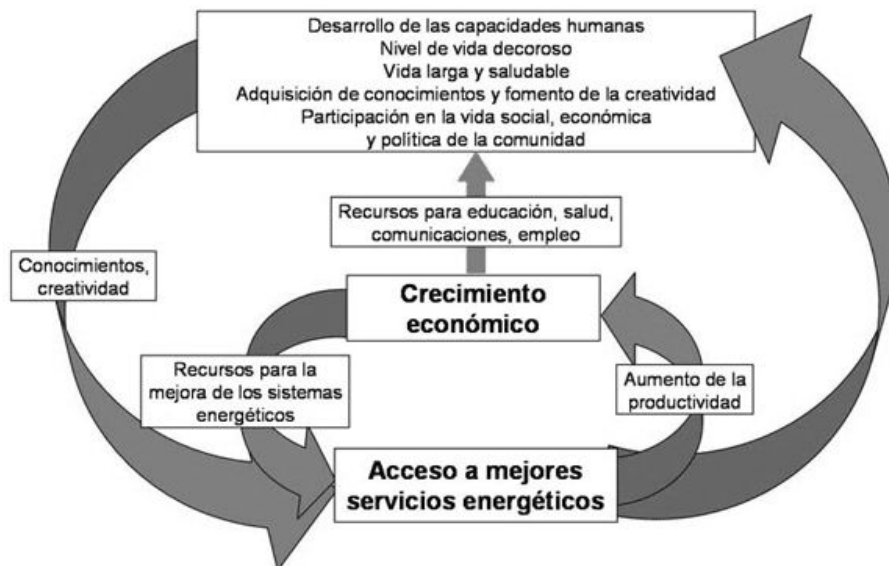 Desarrollo de las capacidades humanas
Nivel de vida decoroso
Vida larga y saludable
Adquisición de conocimientos y fomento de la creatividad
Participación en la vida social, económica
y política de la comunidad
Recursos para educación, salud,
comunicaciones, empleo
Conocimientos,
creatividad
Crecimiento
económico
Recursos para la
mejora de los sistemas
energéticos
Aumento de la
productividad
Acceso a mejores
servicios energéticos